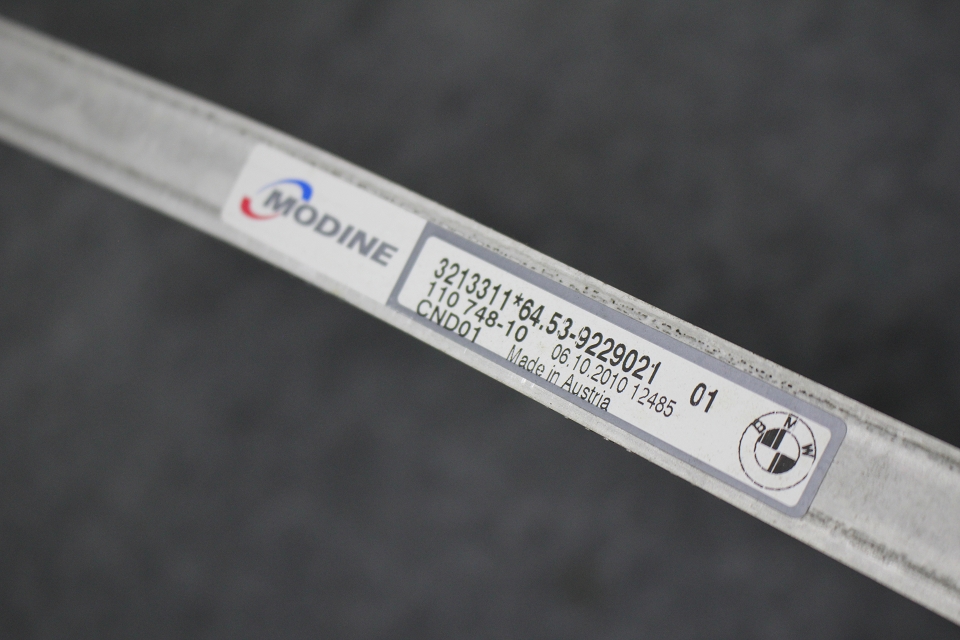 MODINE
3213311*64.53-9229021 01
110 748-10 06.10.2010 12485
CND01 Made in Austria
BMW